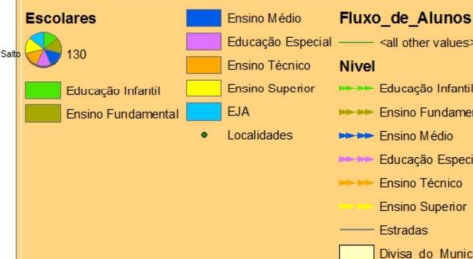 Escolares
Salto
130
Educação Infantil
Ensino Fundamental
Ensino Médio
Educação Especial
Ensino Técnico
Ensino Superior
EJA
Localidades
Fluxo_de_Alunos
<all other values>
Nivel
Educação Infantil
Ensino Fundamen
Ensino Médio
Educação Especi
Ensino Técnico
Ensino Superior
Estradas
Divisa do Munic